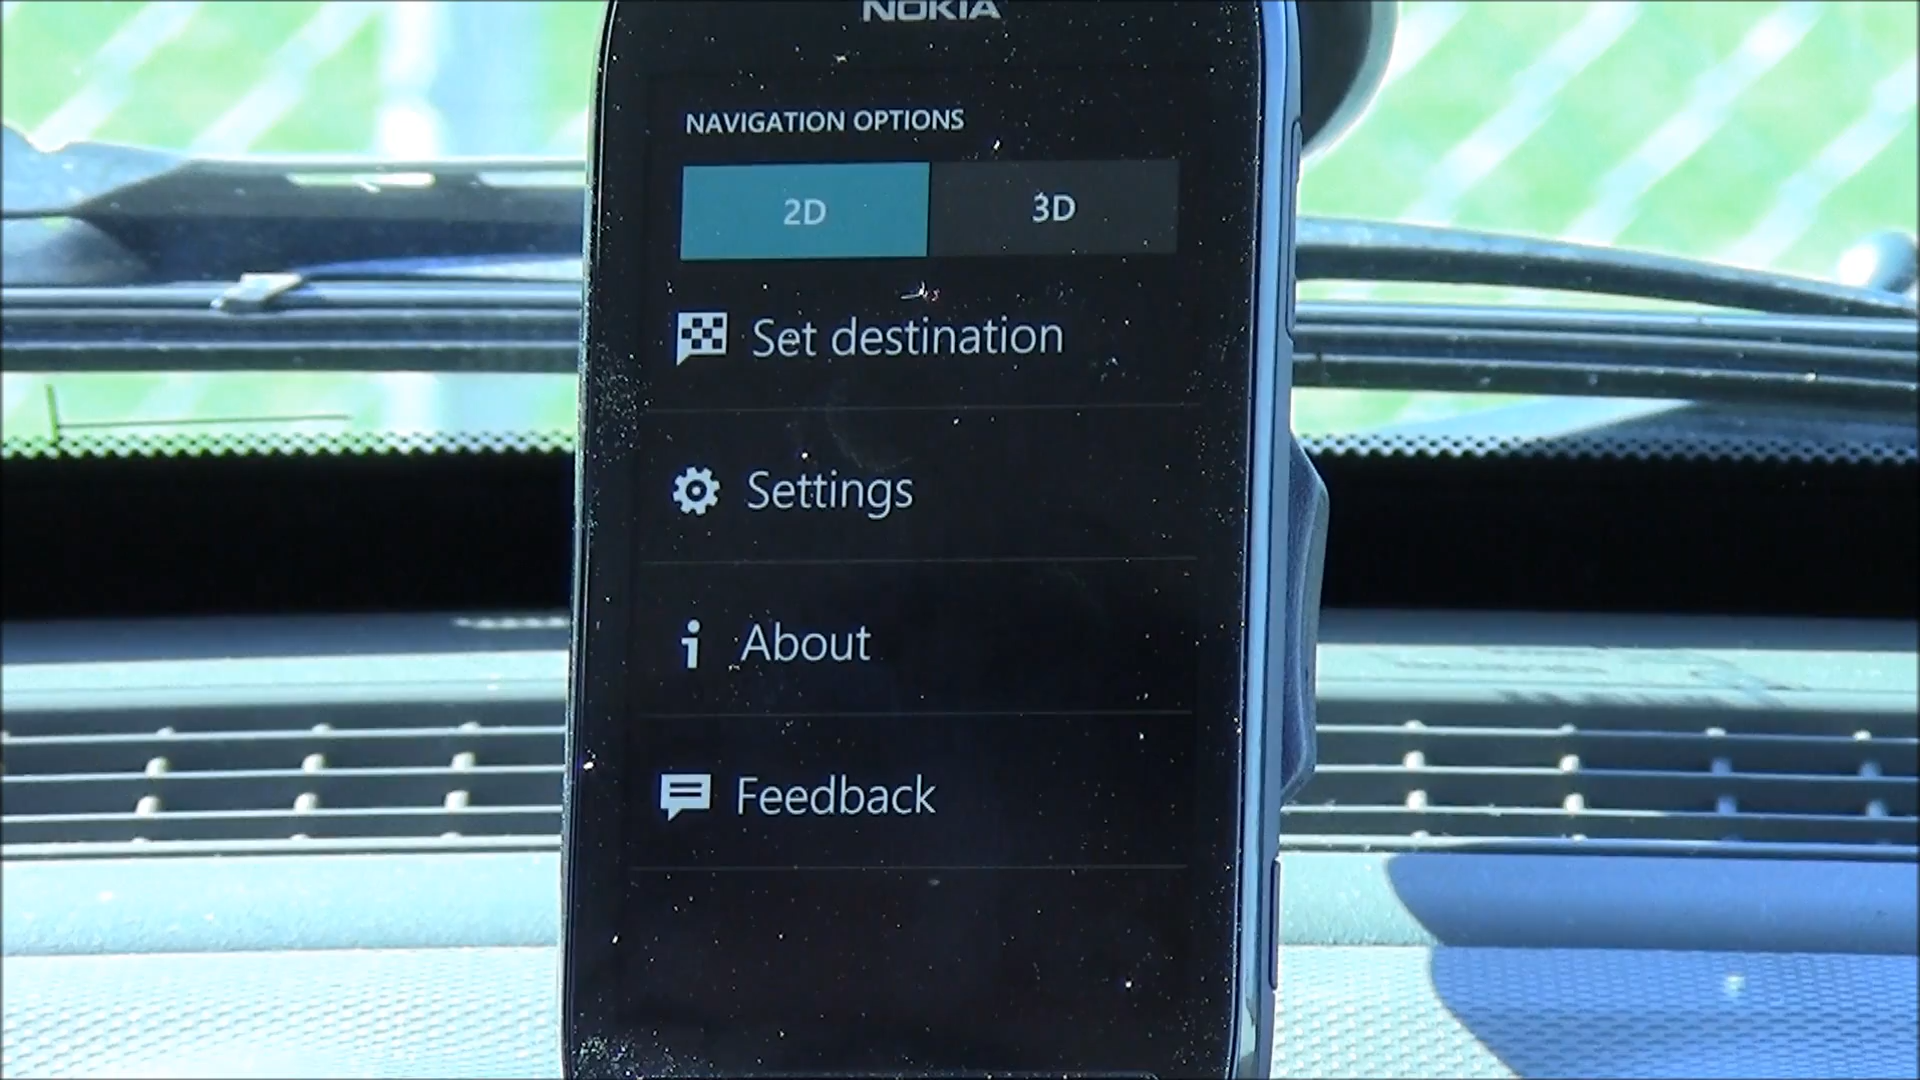 NOKIA
NAVIGATION OPTIONS
2D 3D
Set destination
Settings
About
Feedback